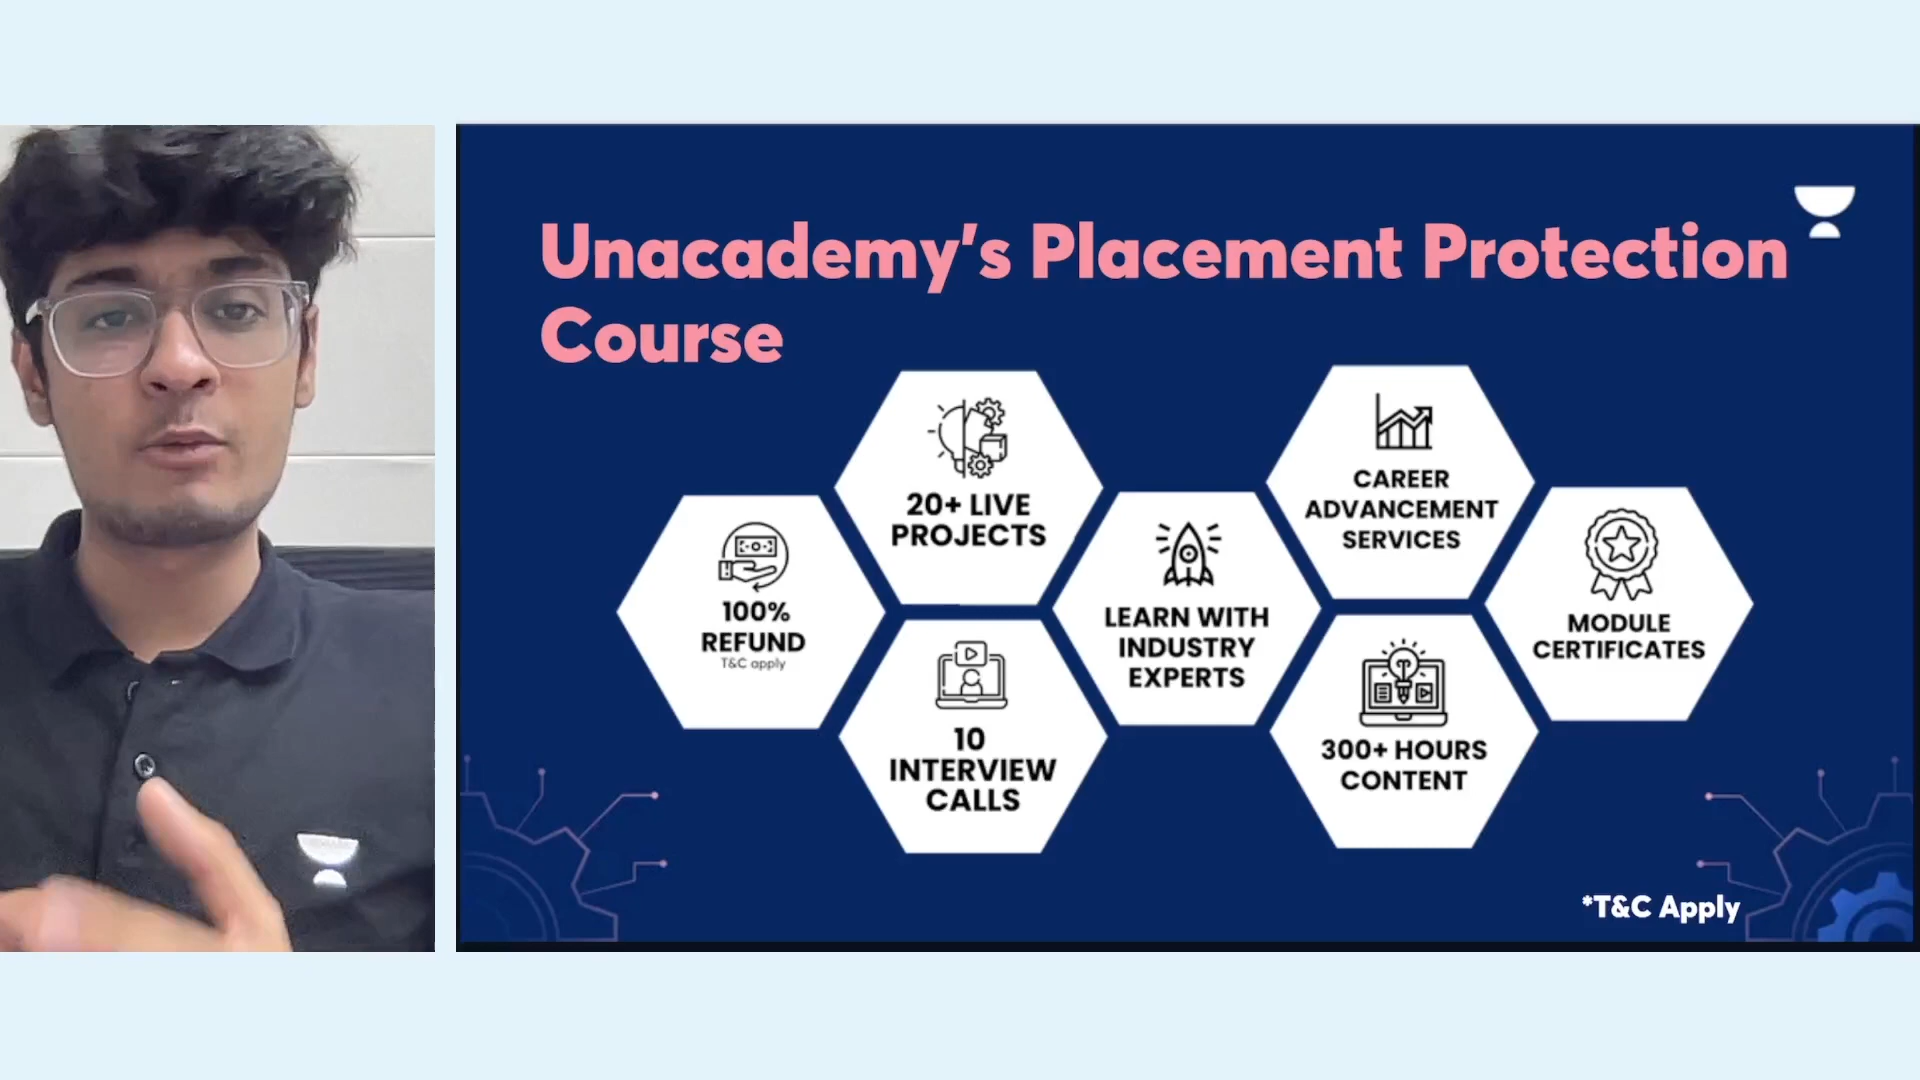 Unacademy's Placement Protection
Course
100%
REFUND
T&C apply
20+ LIVE
PROJECTS
10
INTERVIEW
CALLS
LEARN WITH
INDUSTRY
EXPERTS
CAREER
ADVANCEMENT
SERVICES
300+ HOURS
CONTENT
MODULE
CERTIFICATES
*T&C Apply